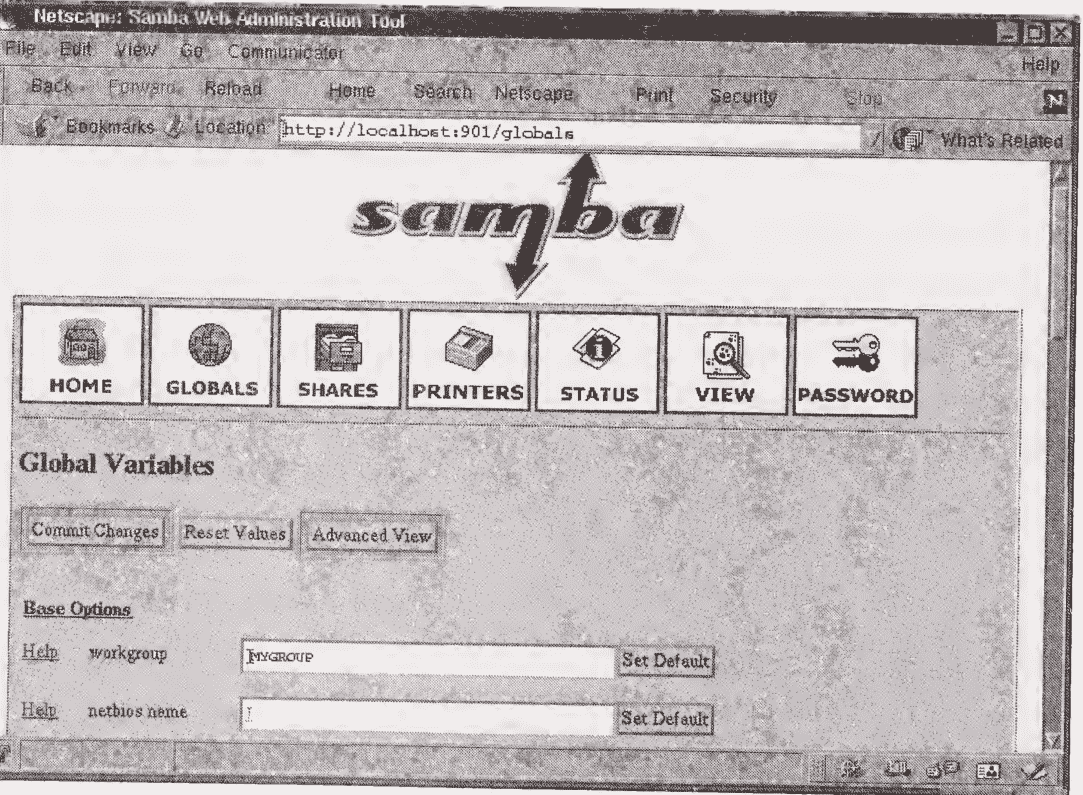 Netscape: Samba Web Administration Tool
File Edit View Go Communicator Help
Back Forward Reload Home Search Netscape Print Security Stop
N
Bookmarks Location: http://localhost:901/globals What's Related
samba
HOME GLOBALS SHARES PRINTERS STATUS VIEW PASSWORD
Global Variables
Commit Changes Reset Values Advanced View
Base Options
Help workgroup MYGROUP Set Default
Help netbios name Set Default